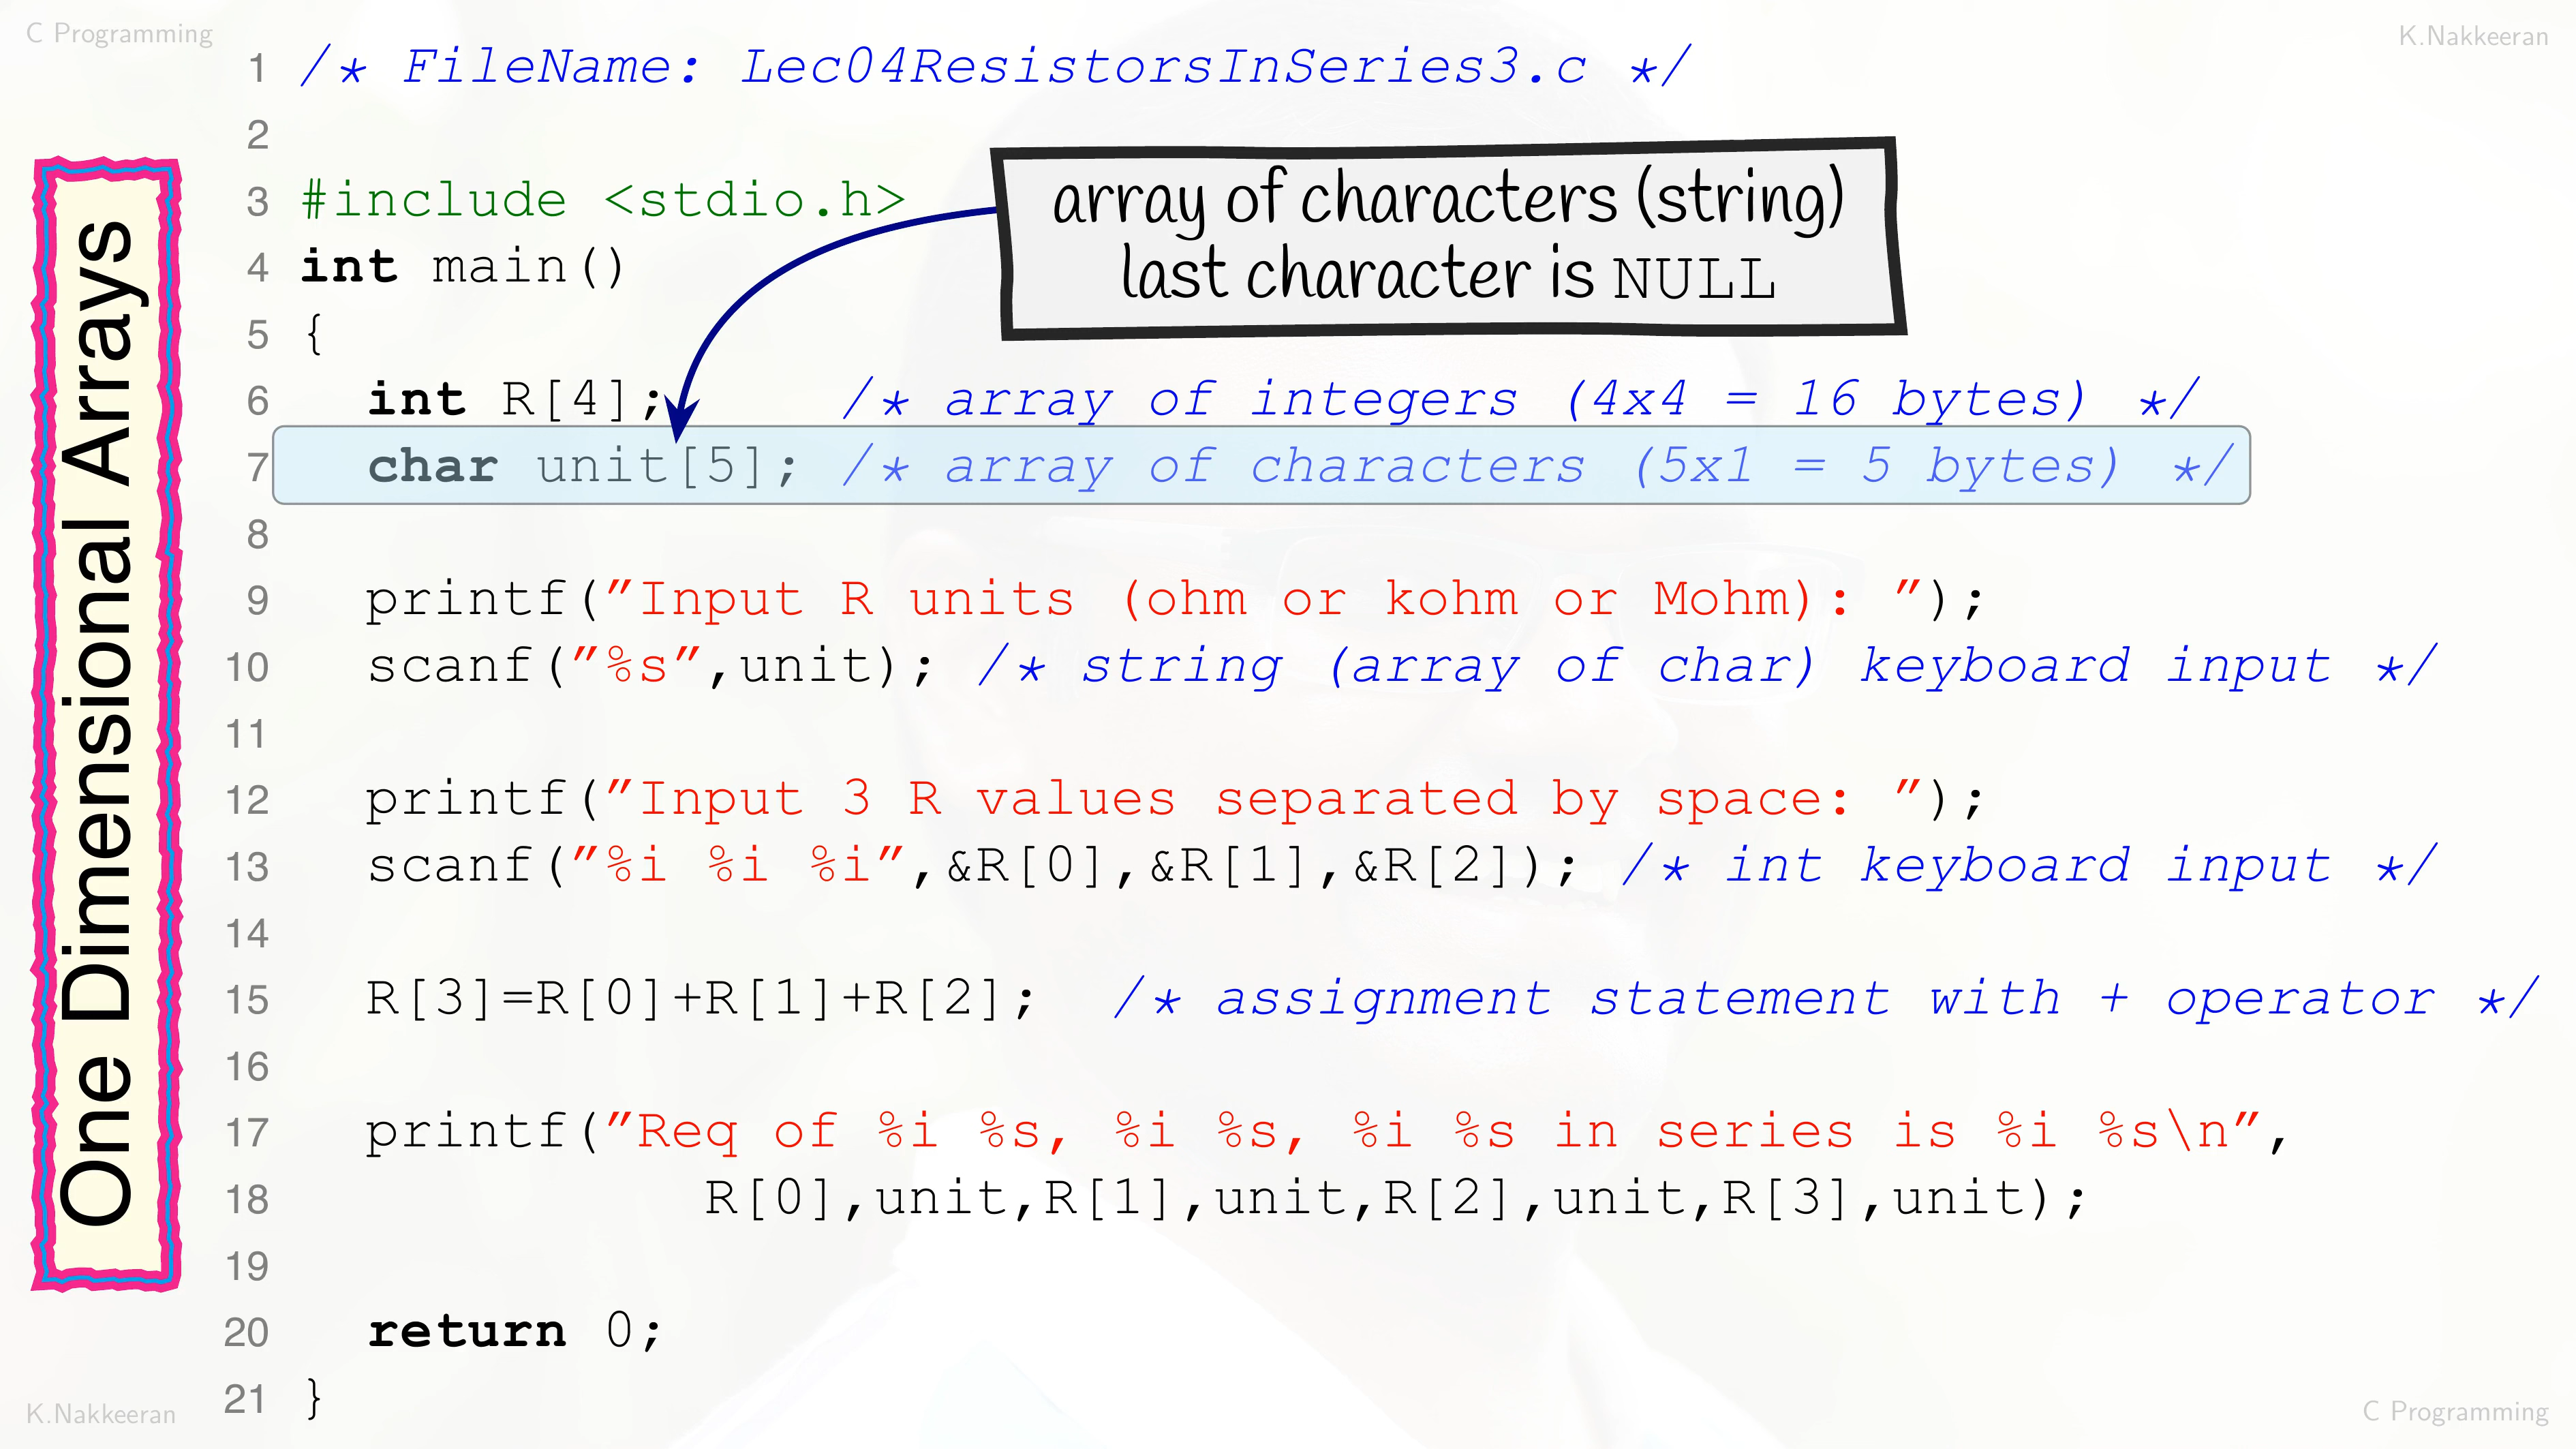 C Programming
K.Nakkeeran
One Dimensional Arrays
1 /* FileName: Lec04ResistorsInSeries3.c */
2
array of characters (string)
last character is NULL
3 #include <stdio.h>
4 int main()
5 {
6 int R[4]; /* array of integers (4x4 = 16 bytes) */
7 char unit[5]; /* array of characters (5x1 = 5 bytes) */
8
9 printf("Input R units (ohm or kohm or Mohm): ");
10 scanf("%s",unit); /* string (array of char) keyboard input */
11
12 printf("Input 3 R values separated by space: ");
13 scanf("%i %i %i",&R[0],&R[1],&R[2]); /* int keyboard input */
14
15 R[3]=R[0]+R[1]+R[2]; /* assignment statement with + operator */
16
17 printf("Req of %i %s, %i %s, %i %s in series is %i %s\n",
18 R[0],unit,R[1],unit,R[2],unit,R[3],unit);
19
20 return 0;
21 }
K.Nakkeeran
C Programming